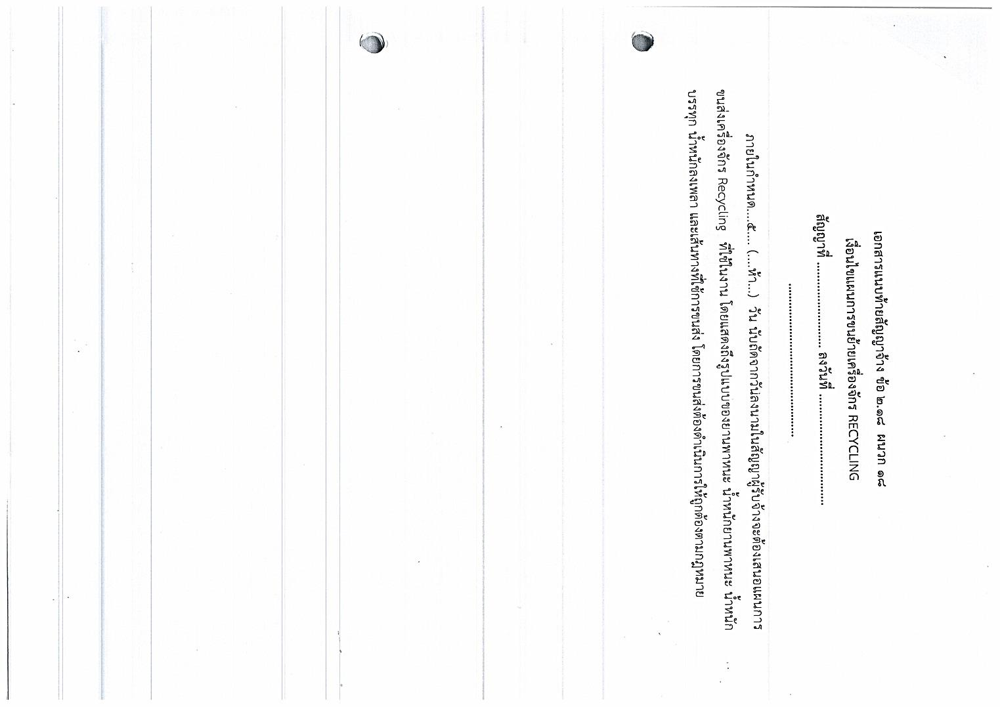 เอกสารแนบท้ายสัญญาจ้าง ข้อ ๒.๑๘ ผนวก ๑๘
เงื่อนไขแผนการขนย้ายเครื่องจักร RECYCLING
สัญญาที่ .............................. ลงวันที่ .......................................
......................................................
ภายในกำหนด....๕.... (....ห้า...) วัน นับถัดจากวันลงนามในสัญญาผู้รับจ้างจะต้องเสนอแผนการ
ขนส่งเครื่องจักร Recycling ที่ใช้ในงาน โดยแสดงถึงรูปแบบของยานพาหนะ น้ำหนักยานพาหนะ น้ำหนัก
บรรทุก น้ำหนักลงเพลา และเส้นทางที่ใช้การขนส่ง โดยการขนส่งต้องดำเนินการให้ถูกต้องตามกฎหมาย